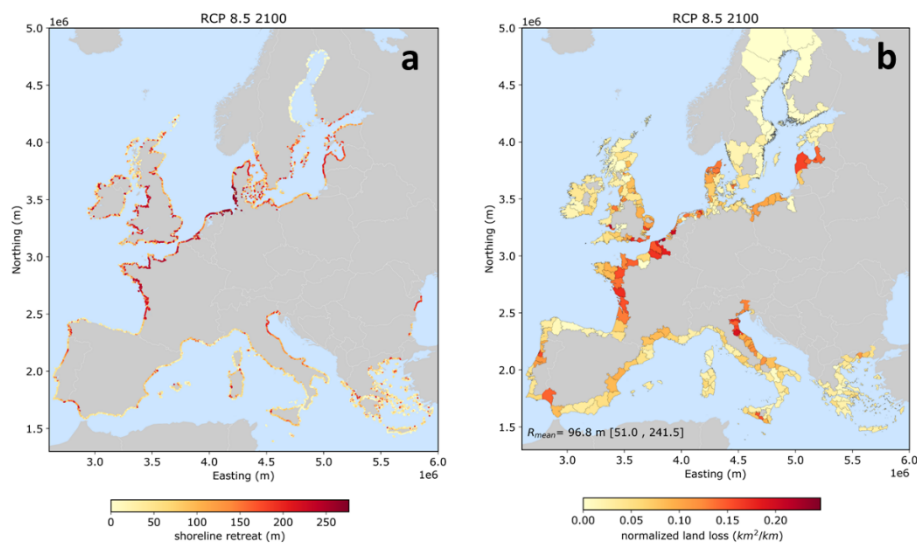 RCP 8.5 2100
1e6
a
5.0
4.5
4.0
3.5
3.0
2.5
2.0
1.5
Northing (m)
3.0 3.5 4.0 4.5 5.0 5.5 6.0
Easting (m)
1e6
0 50 100 150 200 250
shoreline retreat (m)
RCP 8.5 2100
1e6
b
5.0
4.5
4.0
3.5
3.0
2.5
2.0
1.5
Northing (m)
R_mean= 96.8 m [51.0 , 241.5]
3.0 3.5 4.0 4.5 5.0 5.5 6.0
Easting (m)
1e6
0.00 0.05 0.10 0.15 0.20
normalized land loss (km²/km)